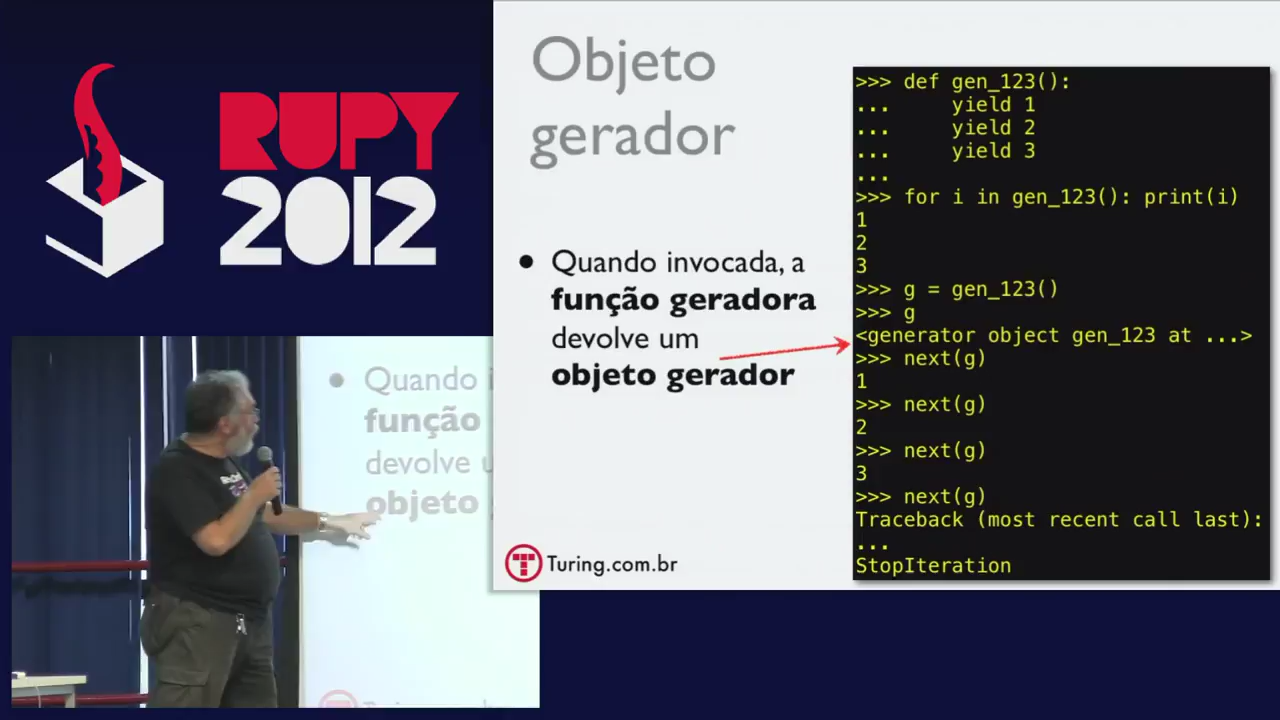 RUPY
2012
Objeto
gerador
• Quando invocada, a
função geradora
devolve um
objeto gerador
Turing.com.br
>>> def gen_123():
...     yield 1
...     yield 2
...     yield 3
...
>>> for i in gen_123(): print(i)
1
2
3
>>> g = gen_123()
>>> g
<generator object gen_123 at ...>
>>> next(g)
1
>>> next(g)
2
>>> next(g)
3
>>> next(g)
Traceback (most recent call last):
...
StopIteration
• Quando
função
devolve
objeto